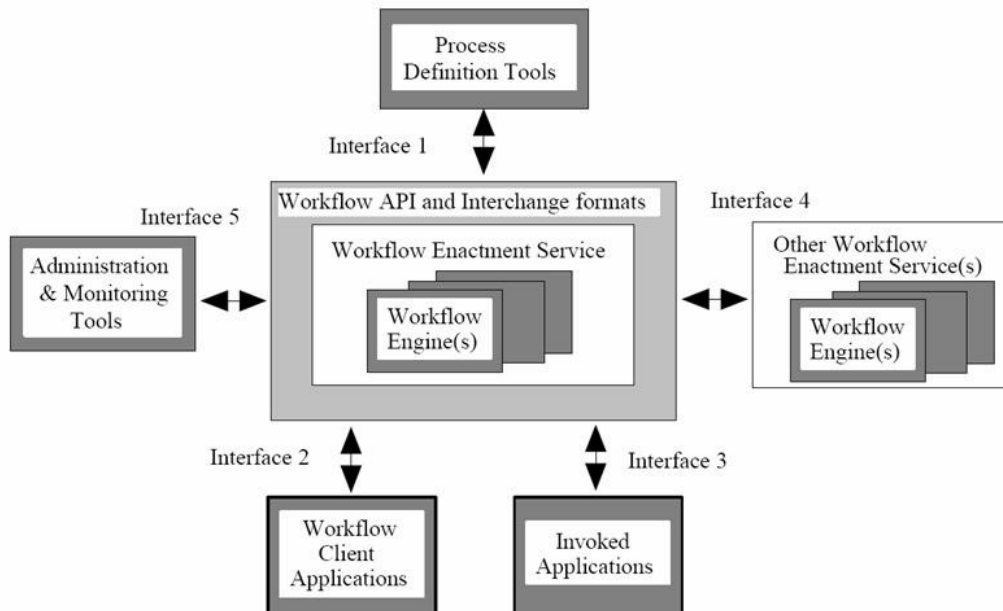 Process
Definition Tools
Interface 1
Workflow API and Interchange formats
Interface 5
Interface 4
Workflow Enactment Service
Other Workflow
Enactment Service(s)
Administration
& Monitoring
Tools
Workflow
Engine(s)
Workflow
Engine(s)
Interface 2
Interface 3
Workflow
Client
Applications
Invoked
Applications